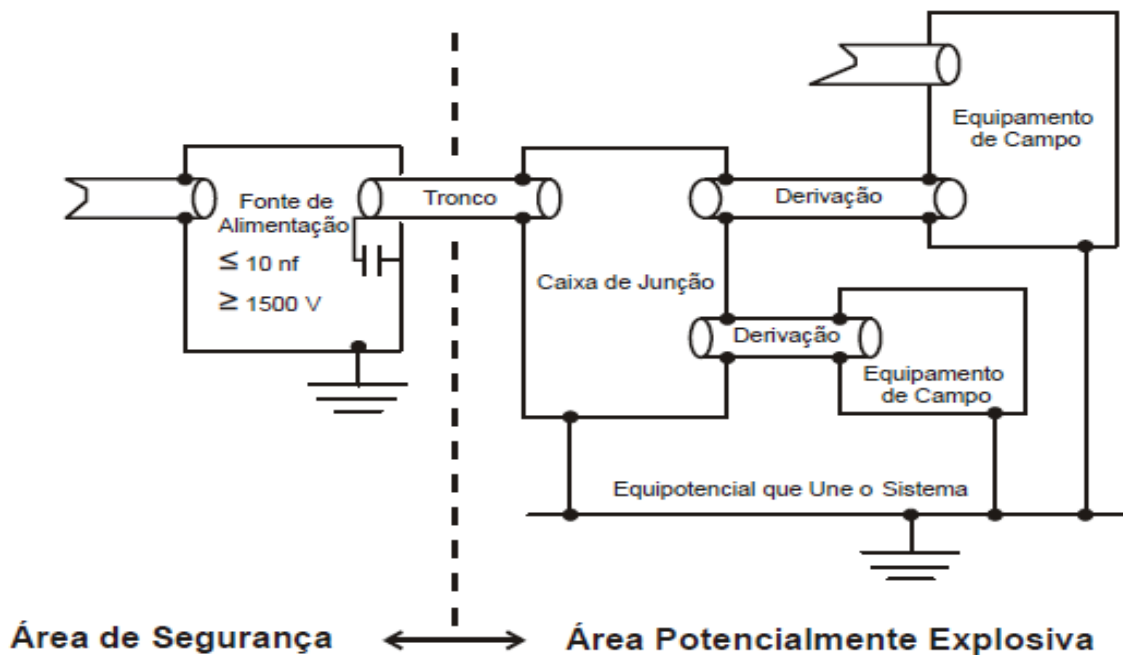 Equipamento
de Campo
Fonte de
Alimentação
≤ 10 nf
≥ 1500 V
Tronco
Derivação
Caixa de Junção
Derivação
Equipamento
de Campo
Equipotencial que Une o Sistema
Área de Segurança
Área Potencialmente Explosiva